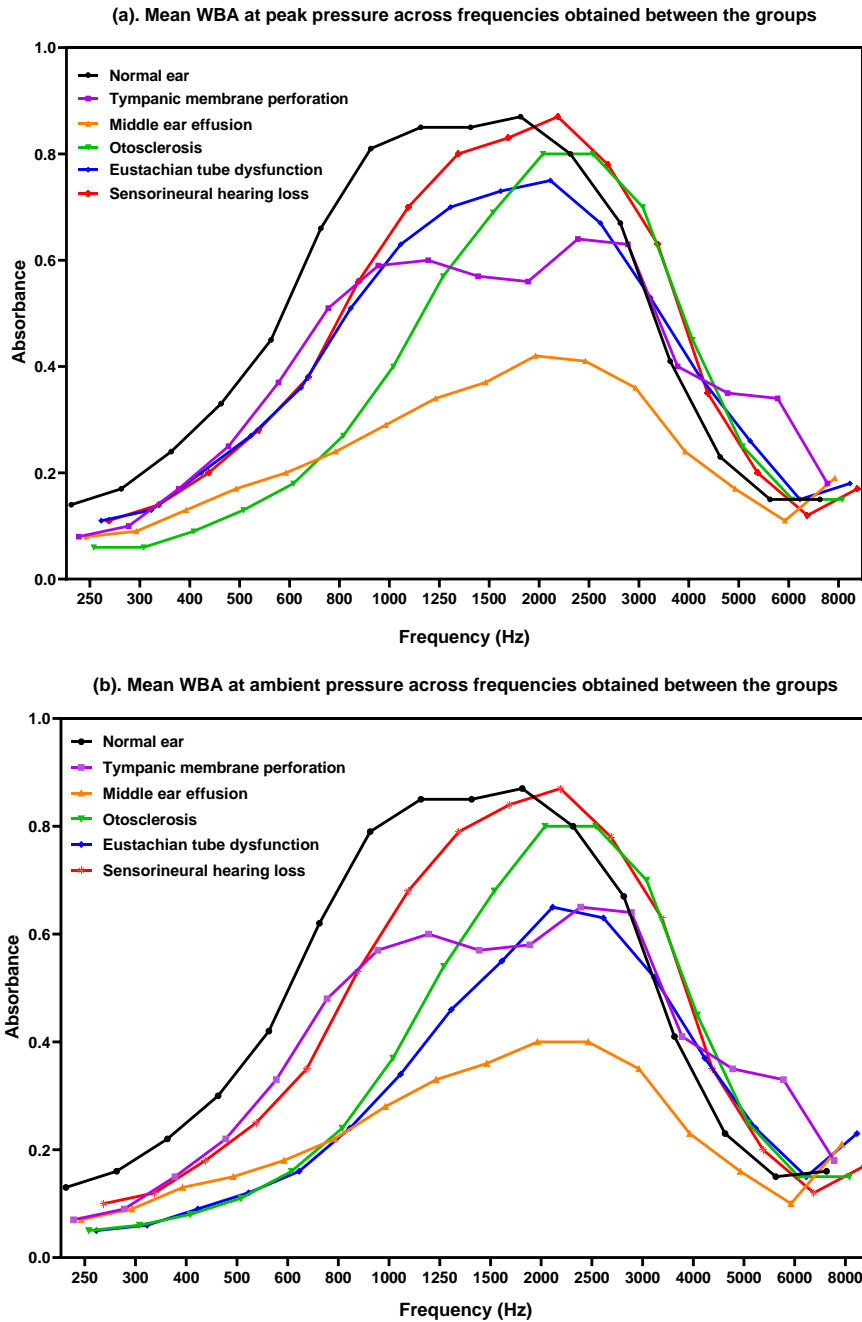 (a). Mean WBA at peak pressure across frequencies obtained between the groups
1.0
Normal ear
Tympanic membrane perforation
Middle ear effusion
Otosclerosis
Eustachian tube dysfunction
Sensorineural hearing loss
0.8
0.6
0.4
0.2
0.0
Absorbance
250 300 400 500 600 800 1000 1250 1500 2000 2500 3000 4000 5000 6000 8000
Frequency (Hz)
(b). Mean WBA at ambient pressure across frequencies obtained between the groups
1.0
Normal ear
Tympanic membrane perforation
Middle ear effusion
Otosclerosis
Eustachian tube dysfunction
Sensorineural hearing loss
0.8
0.6
0.4
0.2
0.0
Absorbance
250 300 400 500 600 800 1000 1250 1500 2000 2500 3000 4000 5000 6000 8000
Frequency (Hz)